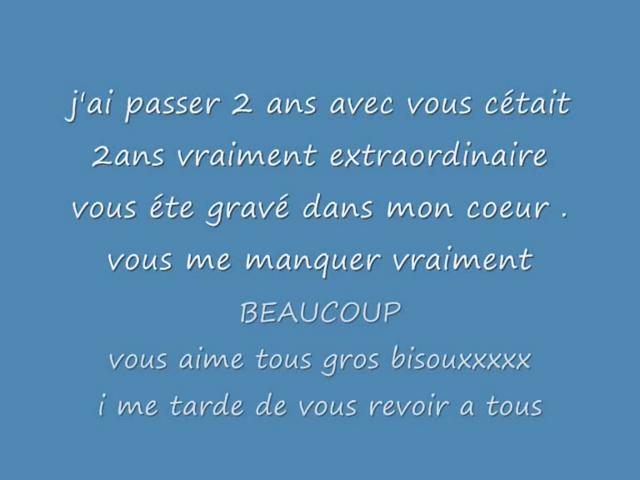 j'ai passer 2 ans avec vous cétait
2ans vraiment extraordinaire
vous éte gravé dans mon coeur .
vous me manquer vraiment
BEAUCOUP
vous aime tous gros bisouxxxxx
i me tarde de vous revoir a tous